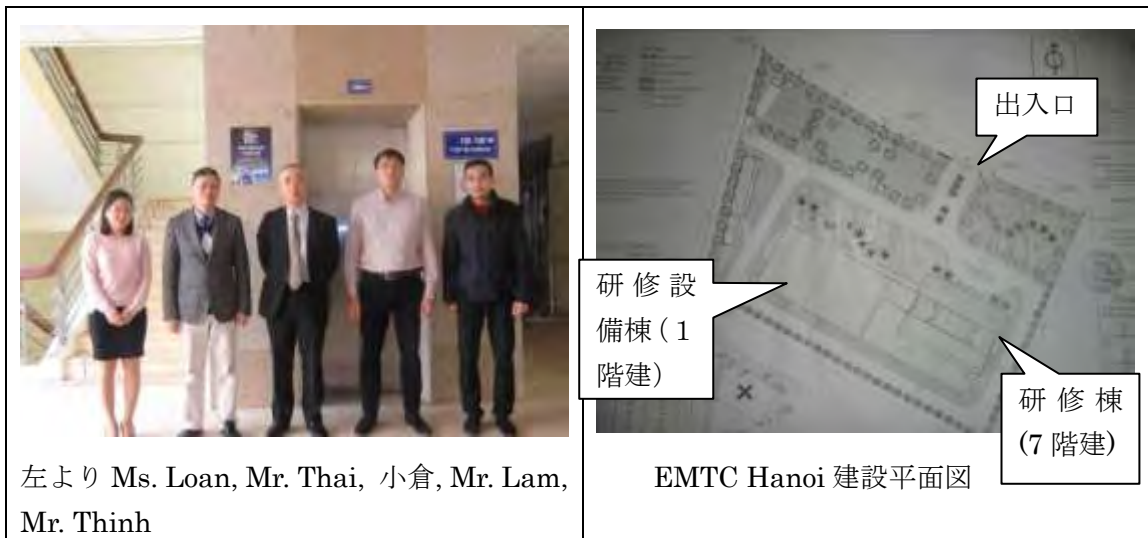 出入口
研修設
備棟（１
階建）
研修棟
(7 階建)
左より Ms. Loan, Mr. Thai, 小倉, Mr. Lam,
Mr. Thinh
EMTC Hanoi 建設平面図